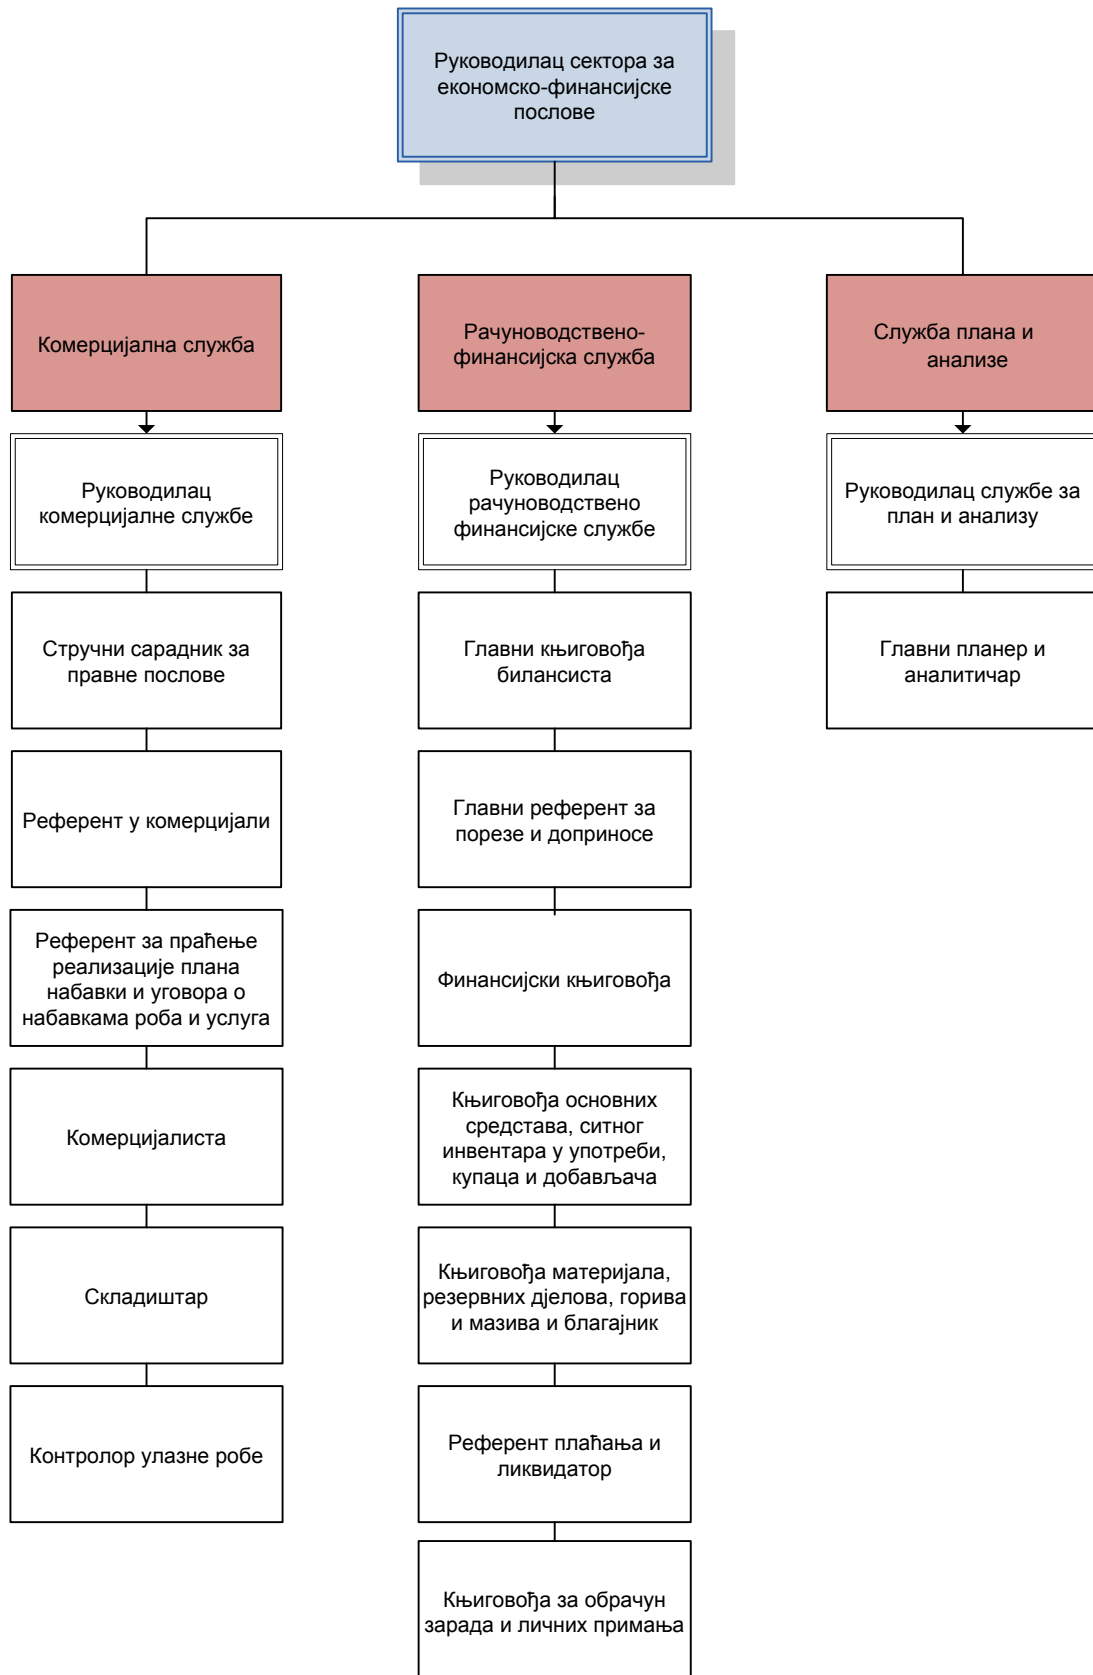 Руководилац сектора за
економско-финансијске
послове
Комерцијална служба
Рачуноводствено-
финансијска служба
Служба плана и
анализе
Руководилац
комерцијалне службе
Руководилац
рачуноводствено
финансијске службе
Руководилац службе за
план и анализу
Стручни сарадник за
правне послове
Главни књиговођа
билансиста
Главни планер и
аналитичар
Референт у комерцијали
Главни референт за
порезе и доприносе
Референт за праћење
реализације плана
набавки и уговора о
набавкама роба и услуга
Финансијски књиговођа
Комерцијалиста
Књиговођа основних
средстава, ситног
инвентара у употреби,
купаца и добављача
Складиштар
Књиговођа материјала,
резервних дјелова, горива
и мазива и благајник
Контролор улазне робе
Референт плаћања и
ликвидатор
Књиговођа за обрачун
зарада и личних примања